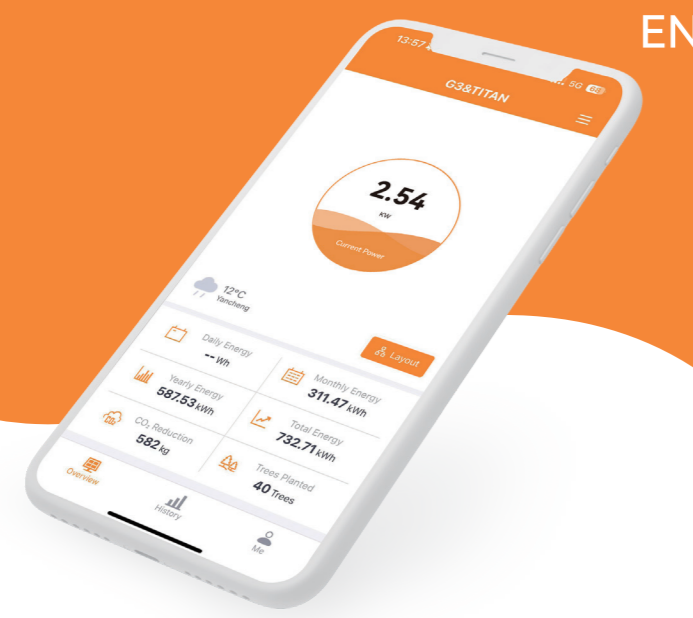 EN
13:57
5G 68
G3&TITAN
2.54
KW
Current Power
12°C
Yancheng
Layout
Daily Energy
-- Wh
Monthly Energy
311.47 kWh
Yearly Energy
587.53 kWh
Total Energy
732.71 kWh
CO₂ Reduction
582 kg
Trees Planted
40 Trees
Overview
History
Me